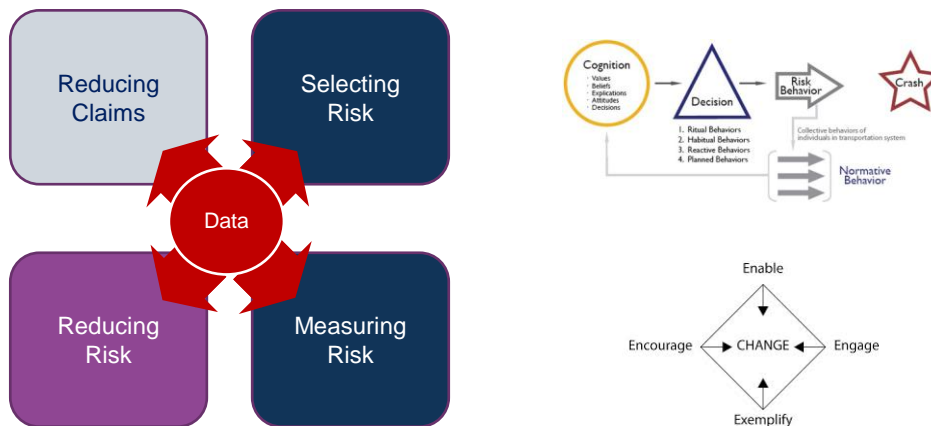 Reducing
Claims
Selecting
Risk
Data
Reducing
Risk
Measuring
Risk
Cognition
· Values
· Beliefs
· Explications
· Attitudes
· Decisions
Decision
1. Ritual Behaviors
2. Habitual Behaviors
3. Reactive Behaviors
4. Planned Behaviors
Risk
Behavior
Crash
Collective behaviors of
individuals in transportation system
Normative
Behavior
Enable
Encourage
CHANGE
Engage
Exemplify